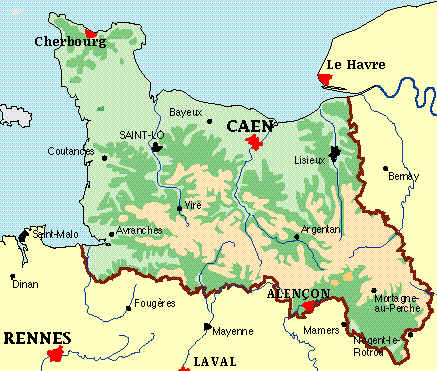 Cherbourg
Le Havre
Bayeux
CAEN
SAINT-LO
Coutances
Lisieux
Bernay
Vire
Avranches
Argentan
Saint-Malo
Dinan
ALENÇON
Mortagne-
au-Perche
Fougères
Mayenne
Mamers
Nogent-le-
Rotrou
RENNES
LAVAL